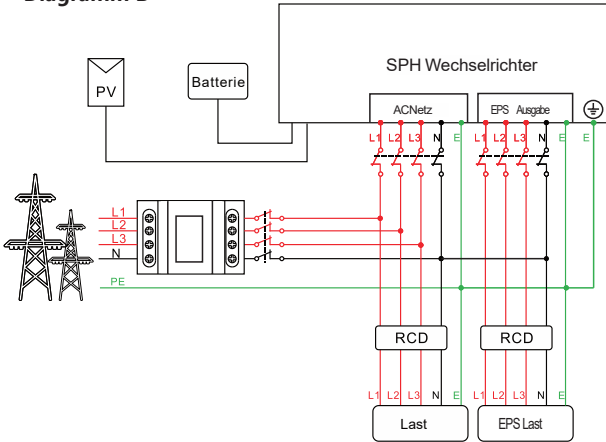 SPH Wechselrichter
PV
Batterie
ACNetz
EPS Ausgabe
L1 L2 L3 N E L1 L2 L3 N E E
L1
L2
L3
N
PE
RCD
RCD
L1 L2 L3 N E L1 L2 L3 N E
Last
EPS Last